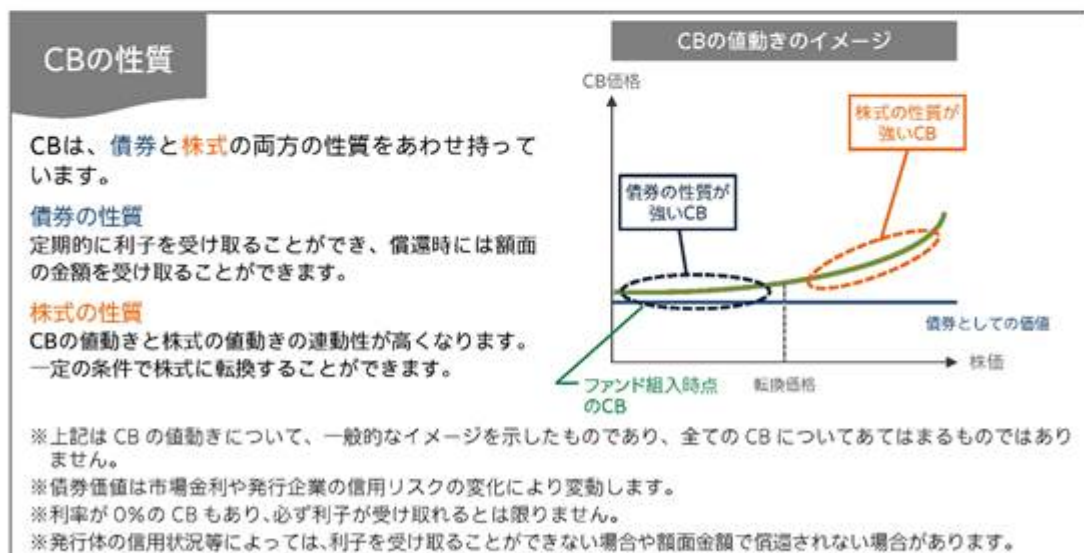 CBの性質
CBは、債券と株式の両方の性質をあわせ持って
います。
債券の性質
定期的に利子を受け取ることができ、償還時には額面
の金額を受け取ることができます。
株式の性質
CBの値動きと株式の値動きの連動性が高くなります。
一定の条件で株式に転換することができます。
CBの値動きのイメージ
CB価格
株式の性質が
強いCB
債券の性質が
強いCB
債券としての価値
株価
転換価格
ファンド組入時点
のCB
※上記は CB の値動きについて、一般的なイメージを示したものであり、全ての CB についてあてはまるものではあり
ません。
※債券価値は市場金利や発行企業の信用リスクの変化により変動します。
※利率が 0%の CB もあり、必ず利子が受け取れるとは限りません。
※発行体の信用状況等によっては、利子を受け取ることができない場合や額面金額で償還されない場合があります。